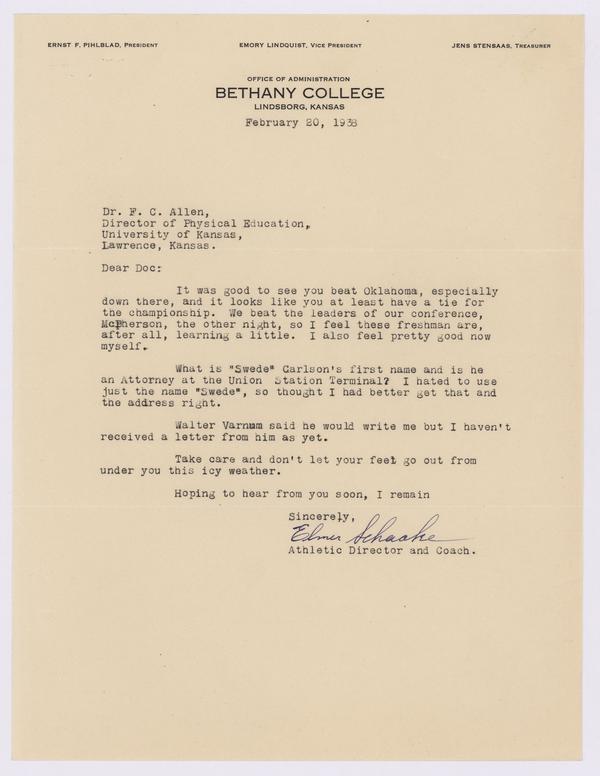 ERNST F. PIHLBLAD, PRESIDENT EMORY LINDQUIST, VICE PRESIDENT JENS STENSAAS, TREASURER
OFFICE OF ADMINISTRATION
BETHANY COLLEGE
LINDSBORG, KANSAS
February 20, 1938
Dr. F. C. Allen,
Director of Physical Education,
University of Kansas,
Lawrence, Kansas.
Dear Doc:
It was good to see you beat Oklahoma, especially
down there, and it looks like you at least have a tie for
the championship. We beat the leaders of our conference,
McPherson, the other night, so I feel these freshman are,
after all, learning a little. I also feel pretty good now
myself.
What is "Swede" Carlson's first name and is he
an Attorney at the Union Station Terminal? I hated to use
just the name "Swede", so thought I had better get that and
the address right.
Walter Varnum said he would write me but I haven't
received a letter from him as yet.
Take care and don't let your feet go out from
under you this icy weather.
Hoping to hear from you soon, I remain
Sincerely,
Elmer Schaake
Athletic Director and Coach.